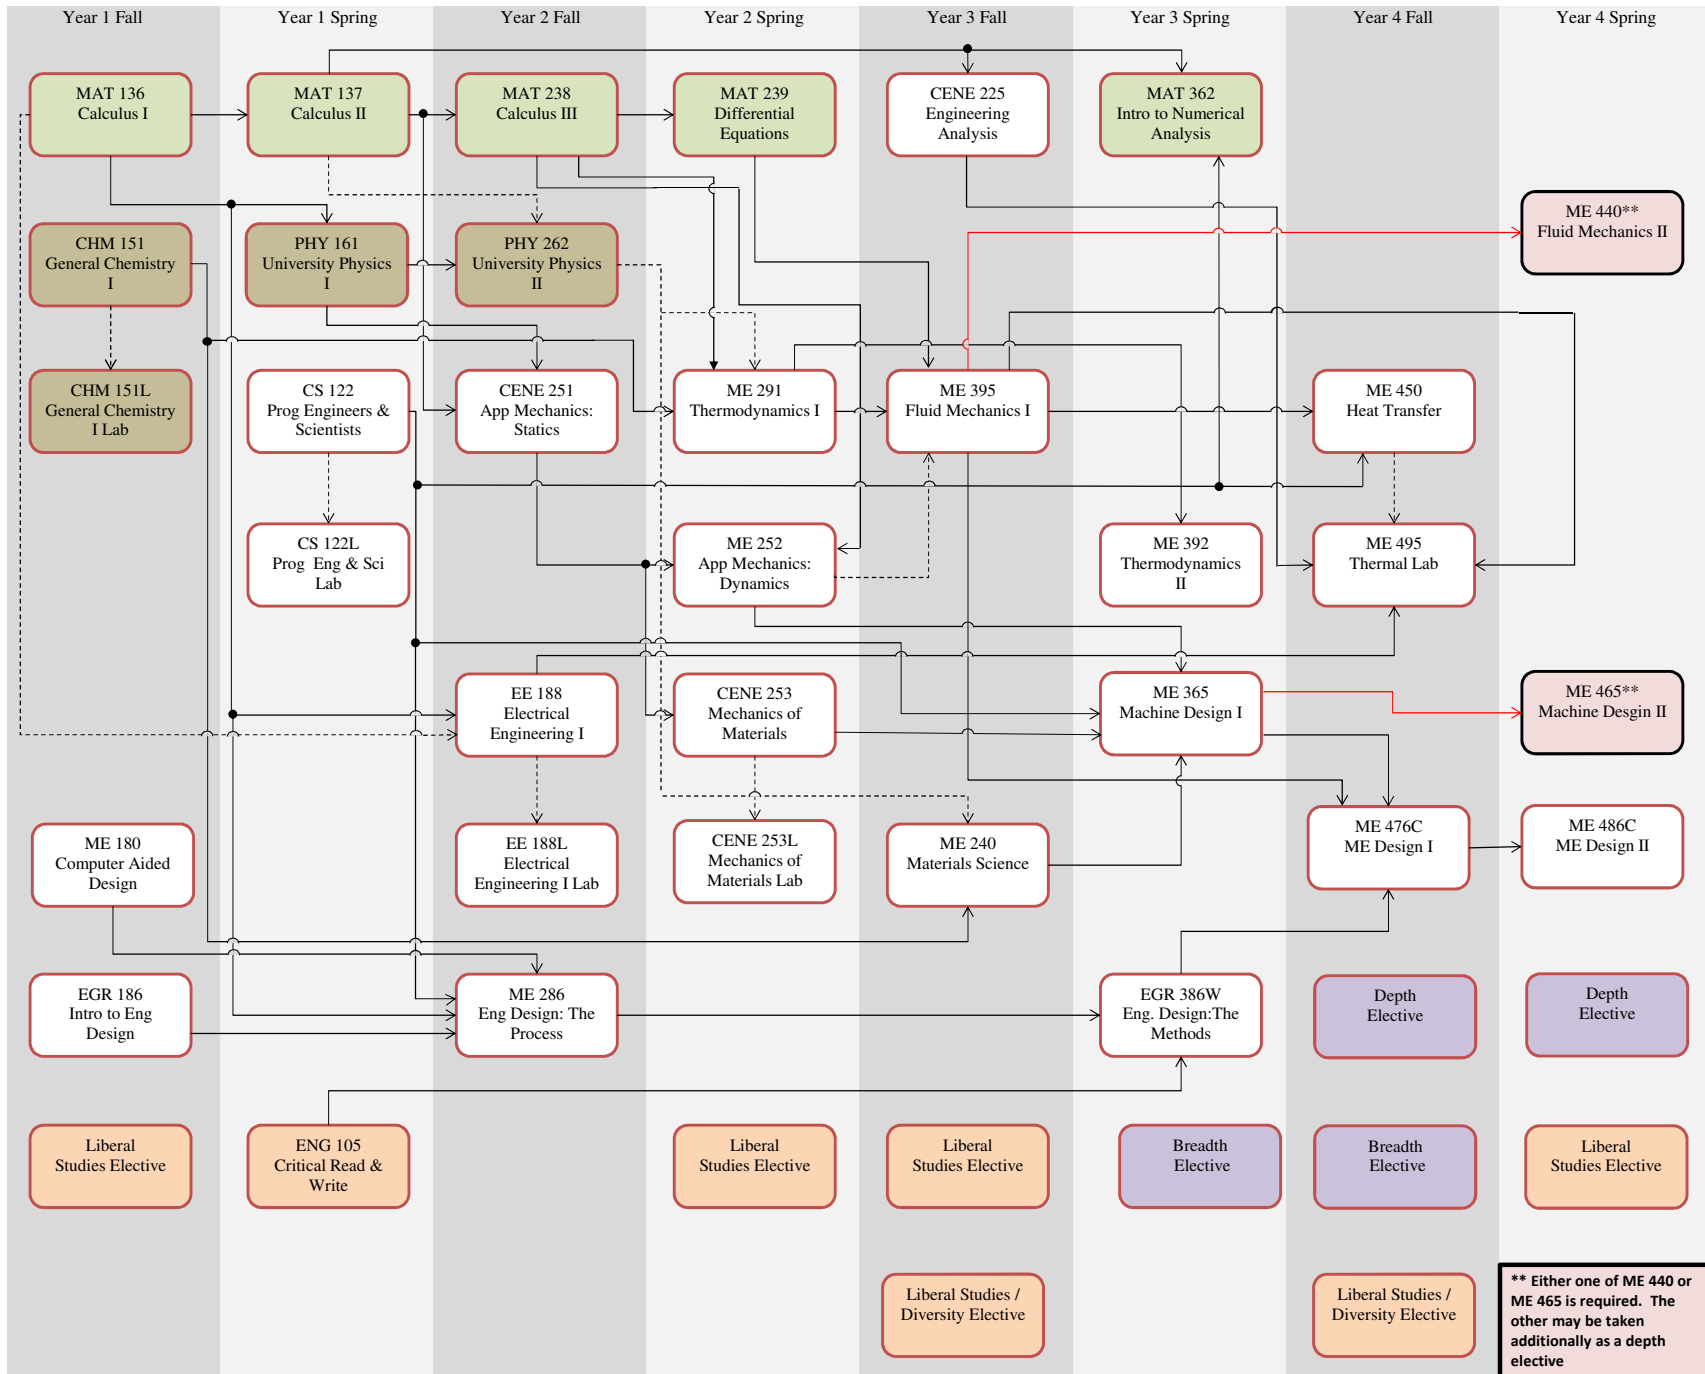 Year 1 Fall
Year 1 Spring
Year 2 Fall
Year 2 Spring
Year 3 Fall
Year 3 Spring
Year 4 Fall
Year 4 Spring
MAT 136
Calculus I
MAT 137
Calculus II
MAT 238
Calculus III
MAT 239
Differential
Equations
CENE 225
Engineering
Analysis
MAT 362
Intro to Numerical
Analysis
ME 440**
Fluid Mechanics II
CHM 151
General Chemistry
I
PHY 161
University Physics
I
PHY 262
University Physics
II
CHM 151L
General Chemistry
I Lab
CS 122
Prog Engineers &
Scientists
CENE 251
App Mechanics:
Statics
ME 291
Thermodynamics I
ME 395
Fluid Mechanics I
ME 450
Heat Transfer
CS 122L
Prog Eng & Sci
Lab
ME 252
App Mechanics:
Dynamics
ME 392
Thermodynamics
II
ME 495
Thermal Lab
EE 188
Electrical
Engineering I
CENE 253
Mechanics of
Materials
ME 365
Machine Design I
ME 465**
Machine Desgin II
ME 180
Computer Aided
Design
EE 188L
Electrical
Engineering I Lab
CENE 253L
Mechanics of
Materials Lab
ME 240
Materials Science
ME 476C
ME Design I
ME 486C
ME Design II
EGR 186
Intro to Eng
Design
ME 286
Eng Design: The
Process
EGR 386W
Eng. Design:The
Methods
Depth
Elective
Depth
Elective
Liberal
Studies Elective
ENG 105
Critical Read &
Write
Liberal
Studies Elective
Liberal
Studies Elective
Breadth
Elective
Breadth
Elective
Liberal
Studies Elective
Liberal Studies /
Diversity Elective
Liberal Studies /
Diversity Elective
** Either one of ME 440 or
ME 465 is required. The
other may be taken
additionally as a depth
elective